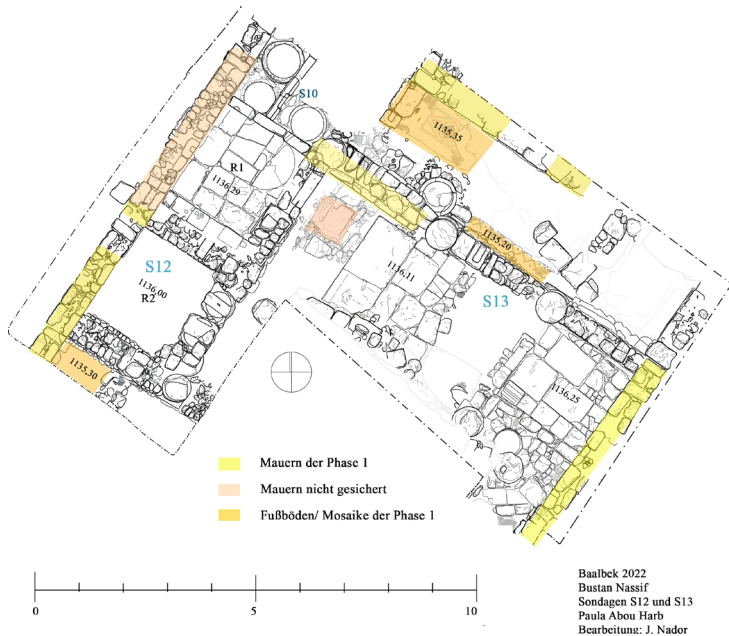 S10
1135,35
R1
1136,29
1135,20
S12
1136,00
R2
1136,11
S13
1135,30
1136,25
Mauern der Phase 1
Mauern nicht gesichert
Fußböden/ Mosaike der Phase 1
0
5
10
Baalbek 2022
Bustan Nassif
Sondagen S12 und S13
Paula Abou Harb
Bearbeitung: J. Nador